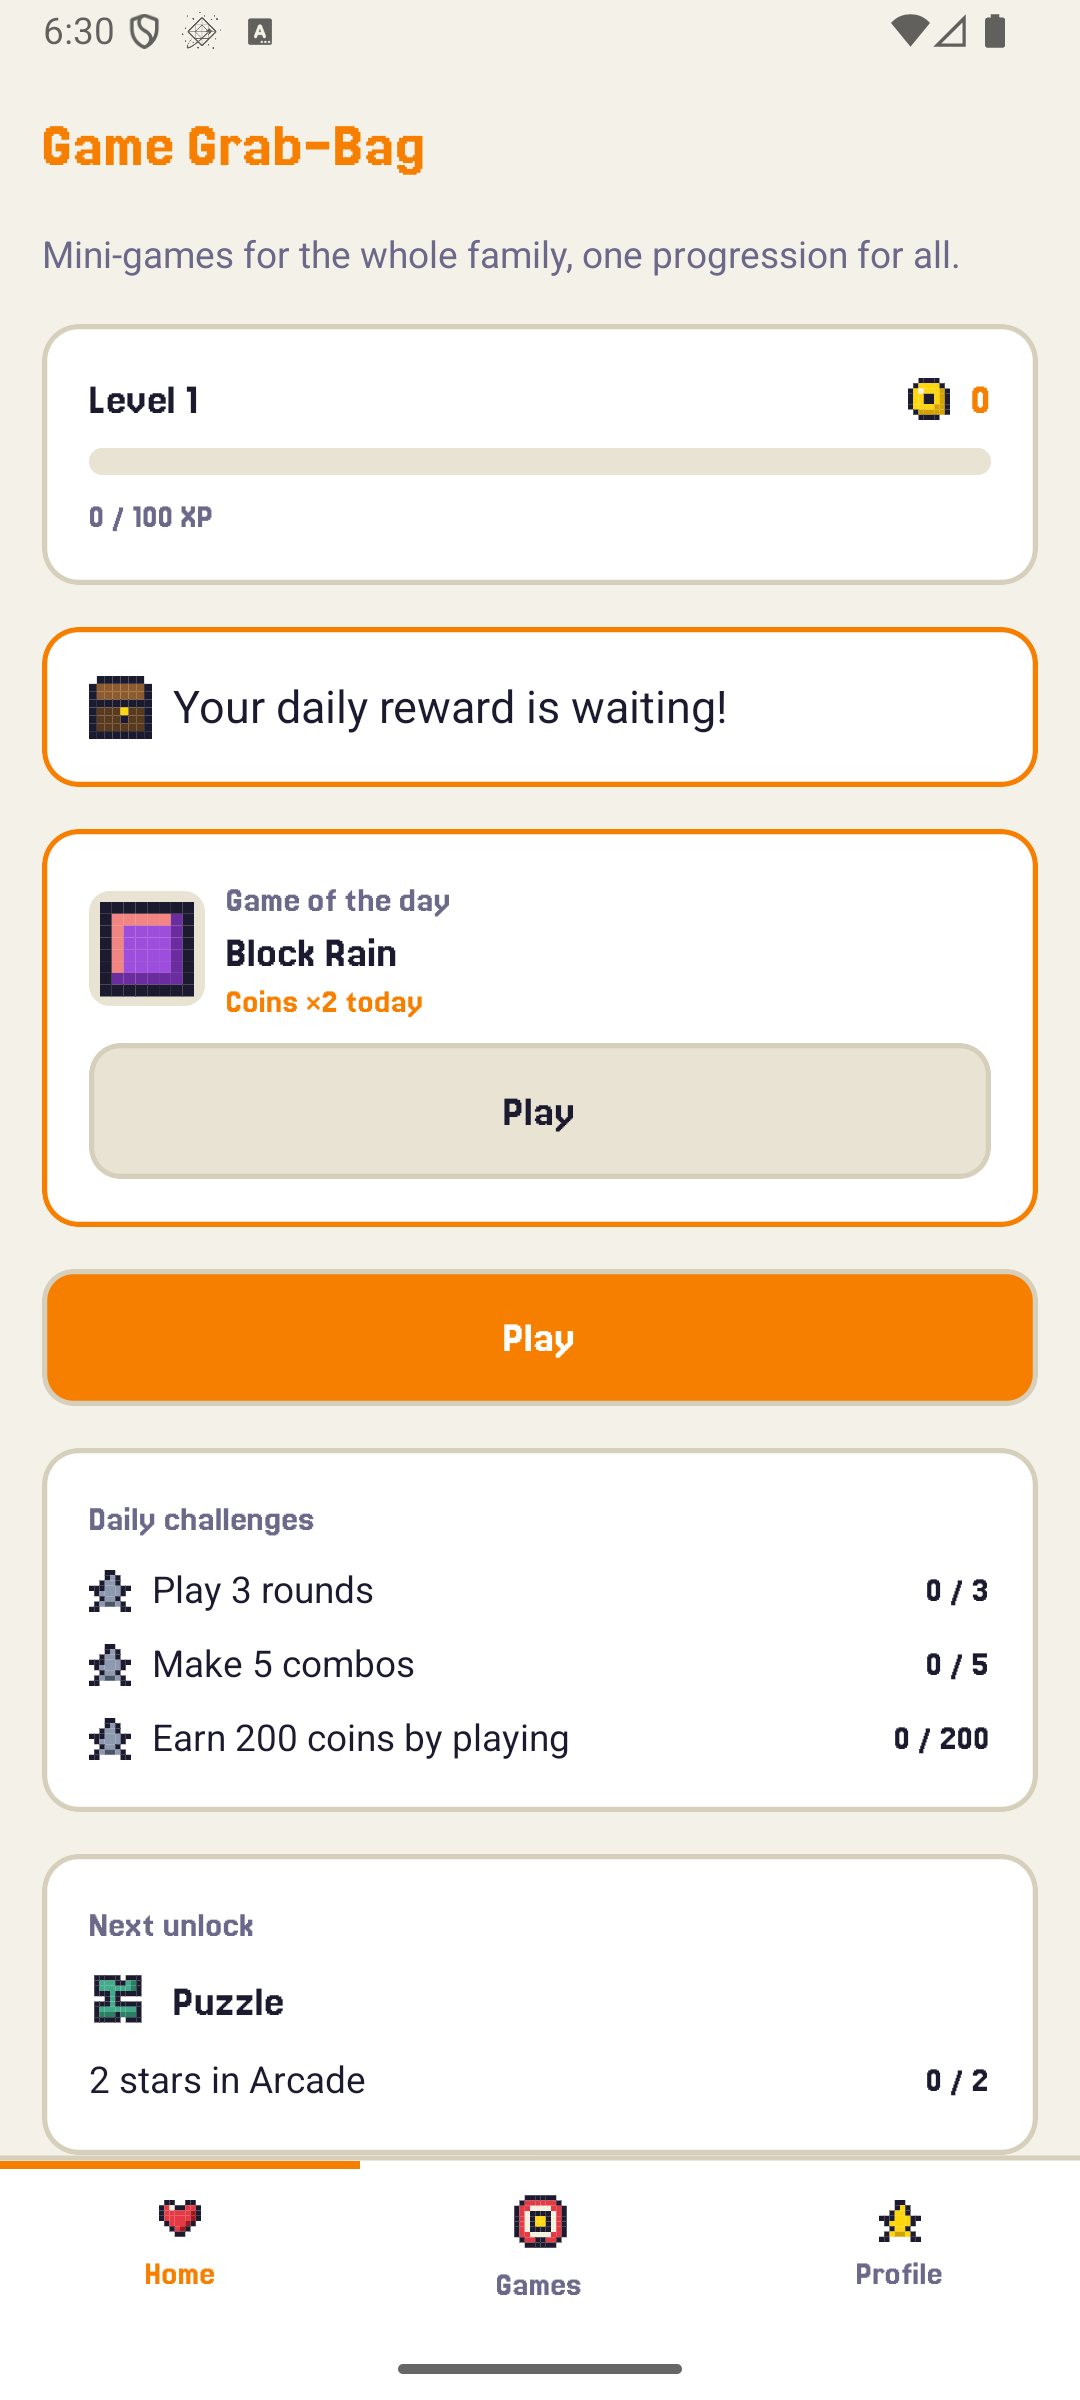 6:30
Game Grab-Bag
Mini-games for the whole family, one progression for all.
Level 1
0
0 / 100 XP
Your daily reward is waiting!
Game of the day
Block Rain
Coins ×2 today
Play
Play
Daily challenges
Play 3 rounds 0 / 3
Make 5 combos 0 / 5
Earn 200 coins by playing 0 / 200
Next unlock
Puzzle
2 stars in Arcade 0 / 2
Home
Games
Profile